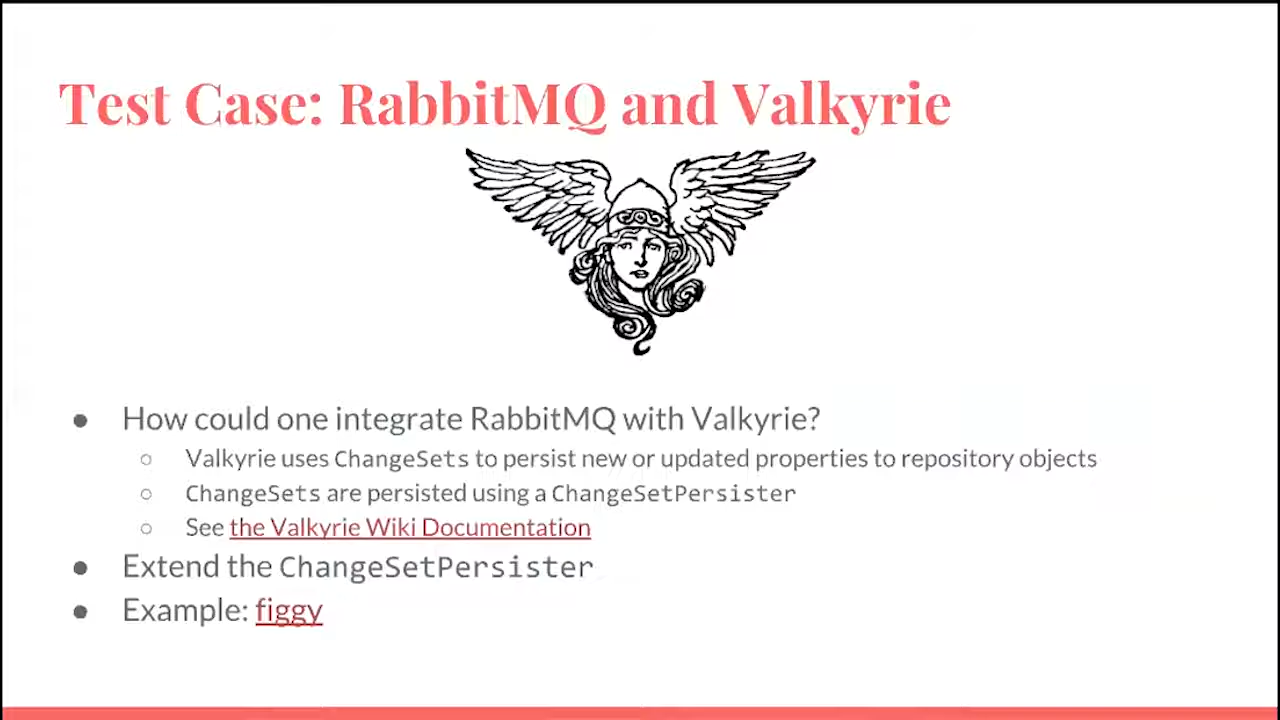 Test Case: RabbitMQ and Valkyrie
● How could one integrate RabbitMQ with Valkyrie?
○ Valkyrie uses ChangeSets to persist new or updated properties to repository objects
○ ChangeSets are persisted using a ChangeSetPersister
○ See the Valkyrie Wiki Documentation
● Extend the ChangeSetPersister
● Example: figgy